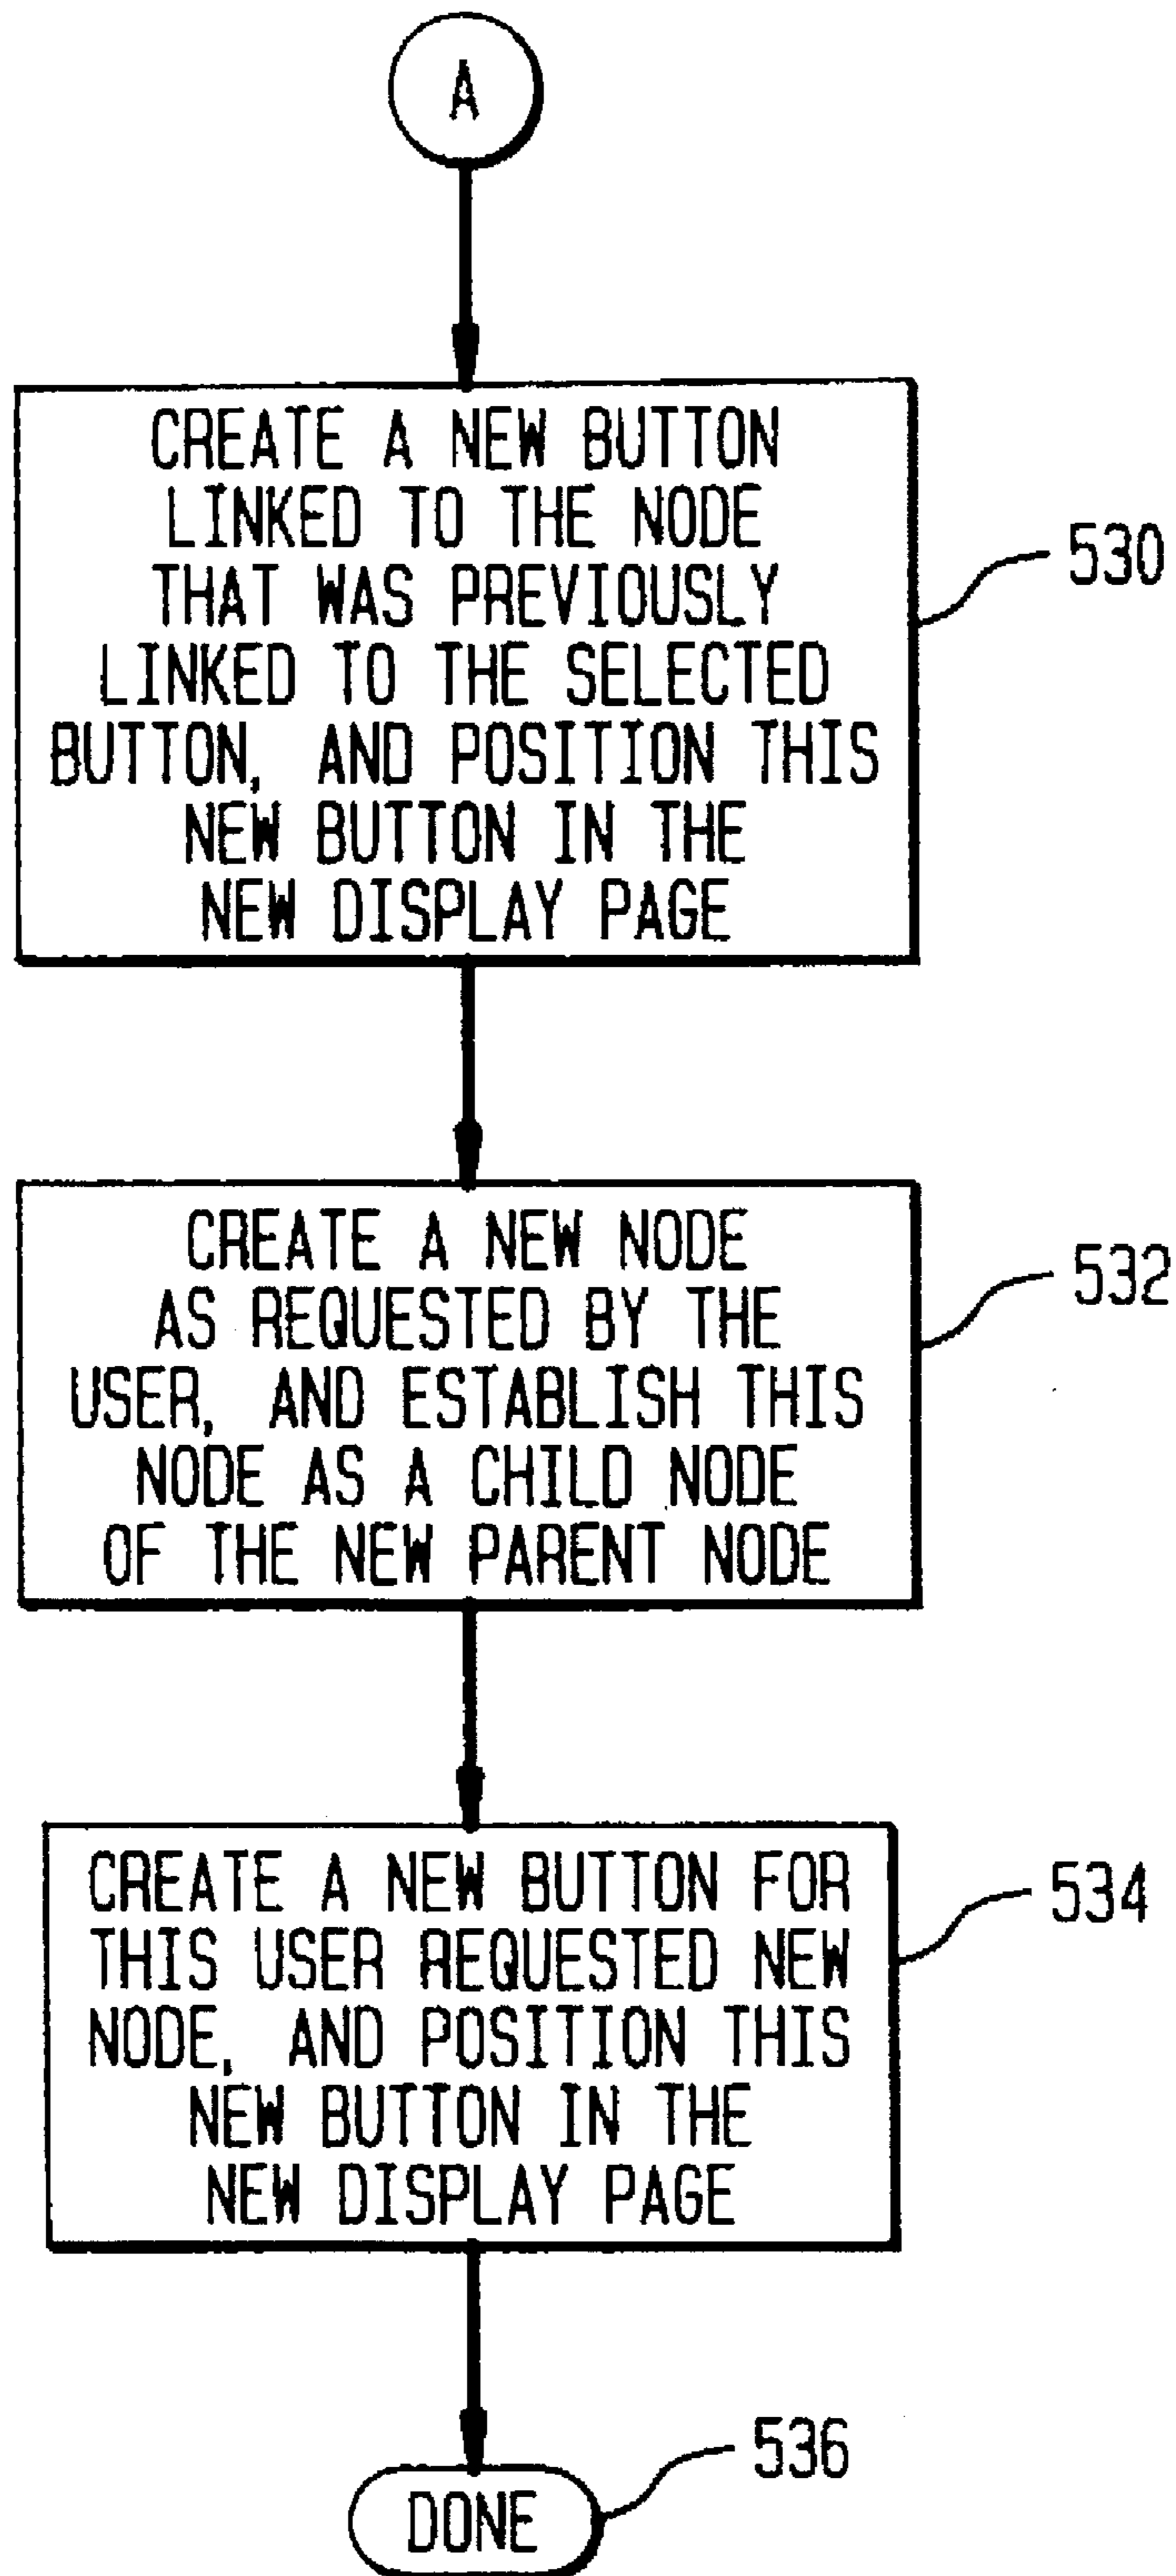 A
CREATE A NEW BUTTON
LINKED TO THE NODE
THAT WAS PREVIOUSLY
LINKED TO THE SELECTED
BUTTON, AND POSITION THIS
NEW BUTTON IN THE
NEW DISPLAY PAGE
530
CREATE A NEW NODE
AS REQUESTED BY THE
USER, AND ESTABLISH THIS
NODE AS A CHILD NODE
OF THE NEW PARENT NODE
532
CREATE A NEW BUTTON FOR
THIS USER REQUESTED NEW
NODE, AND POSITION THIS
NEW BUTTON IN THE
NEW DISPLAY PAGE
534
DONE
536